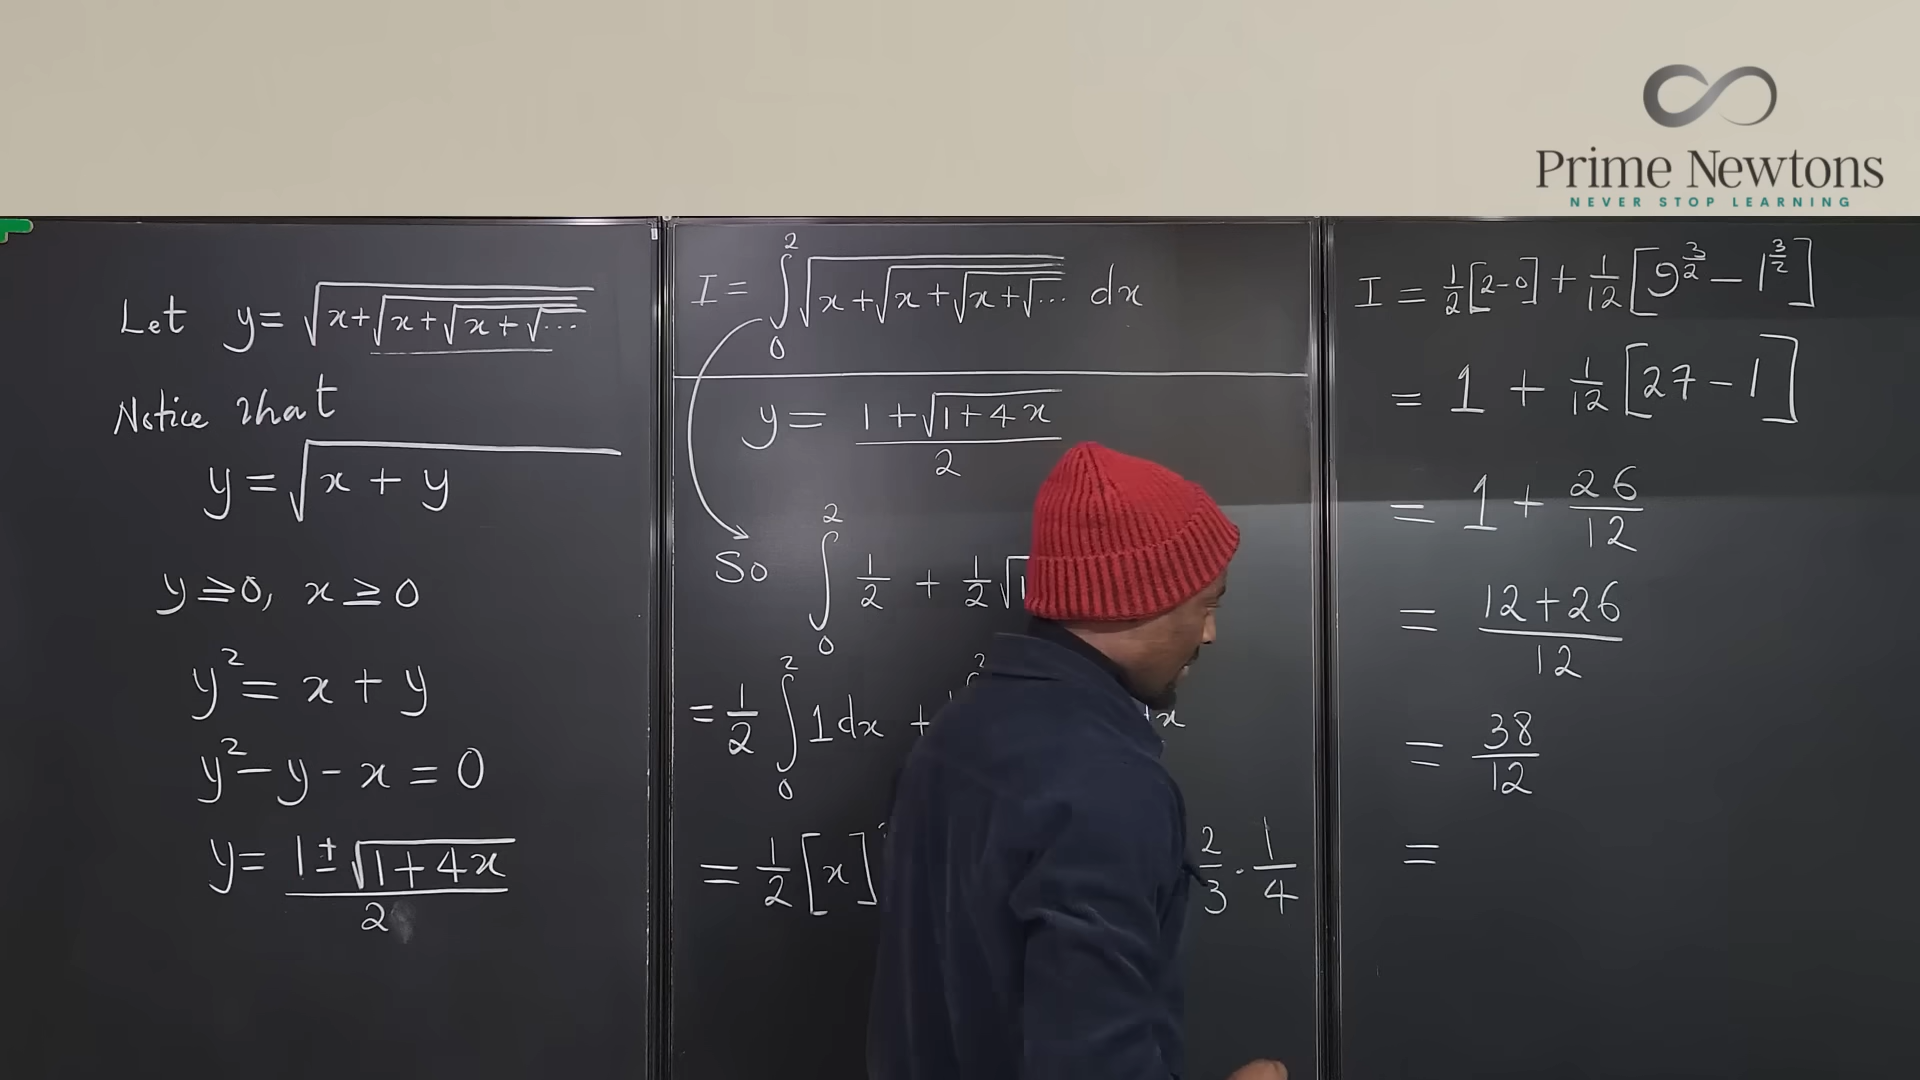 Prime Newtons
NEVER STOP LEARNING
Let y = √(x+√(x+√(x+√...
Notice that
y = √(x + y)
y ≥ 0, x ≥ 0
y² = x + y
y² - y - x = 0
y = (1 ± √(1+4x))/2
I = ∫₀² √(x+√(x+√(x+√... dx
y = (1+√(1+4x))/2
So ∫₀² 1/2 + 1/2 √1
= 1/2 ∫₀² 1dx + 2 x
= 1/2 [x] 2/3 · 1/4
I = 1/2[2-0] + 1/12[9^(3/2) - 1^(3/2)]
= 1 + 1/12 [27-1]
= 1 + 26/12
= (12+26)/12
= 38/12
=